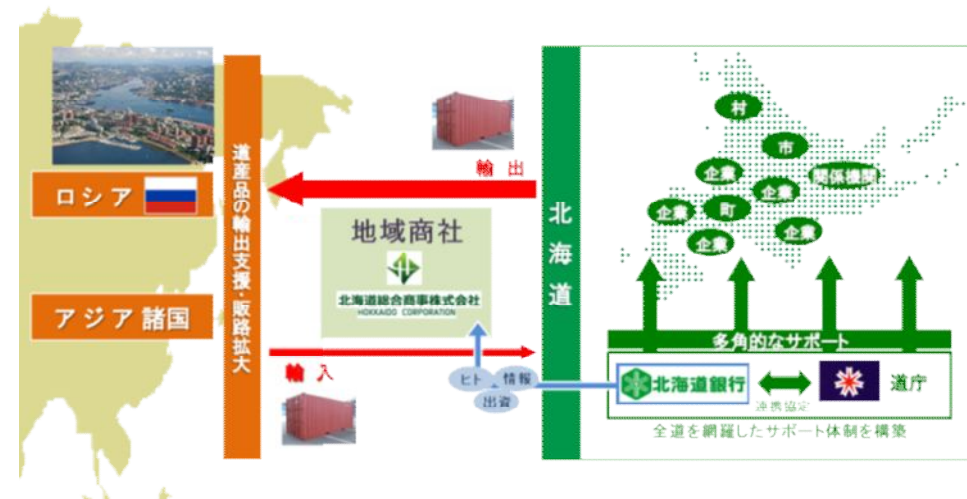 ロシア
アジア諸国
道産品の輸出支援・販路拡大
輸出
地域商社
北海道総合商事株式会社
HOKKAIDO CORPORATION
輸入
ヒト
情報
出資
北海道
村
市
企業
関係機関
企業
企業
町
企業
企業
多角的なサポート
北海道銀行
連携協定
道庁
全道を網羅したサポート体制を構築